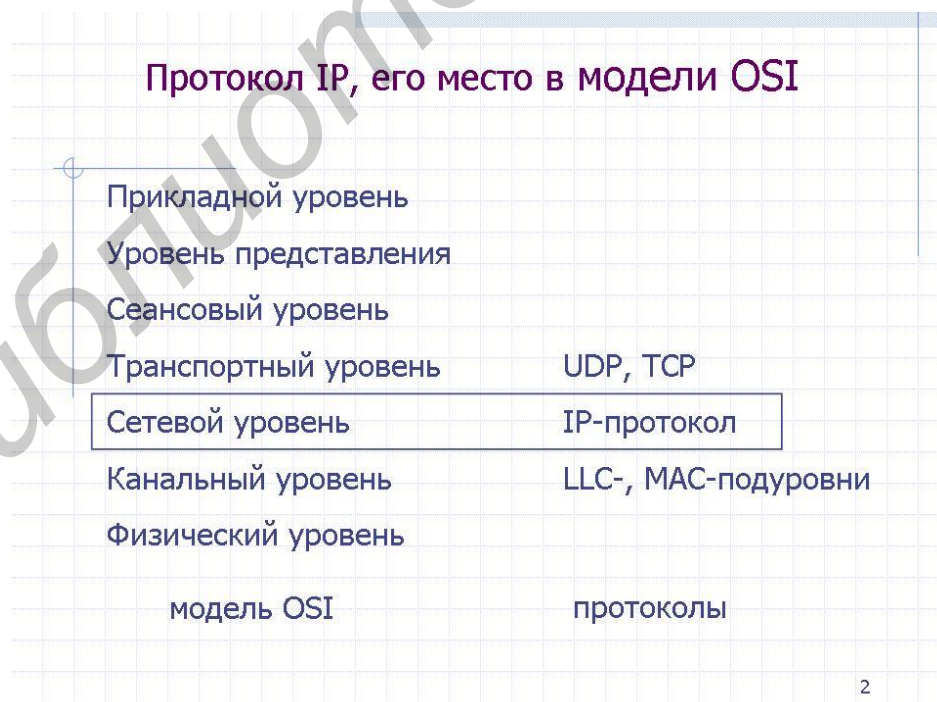 Протокол IP, его место в модели OSI
Прикладной уровень
Уровень представления
Сеансовый уровень
Транспортный уровень UDP, TCP
Сетевой уровень IP-протокол
Канальный уровень LLC-, MAC-подуровни
Физический уровень
модель OSI протоколы
2